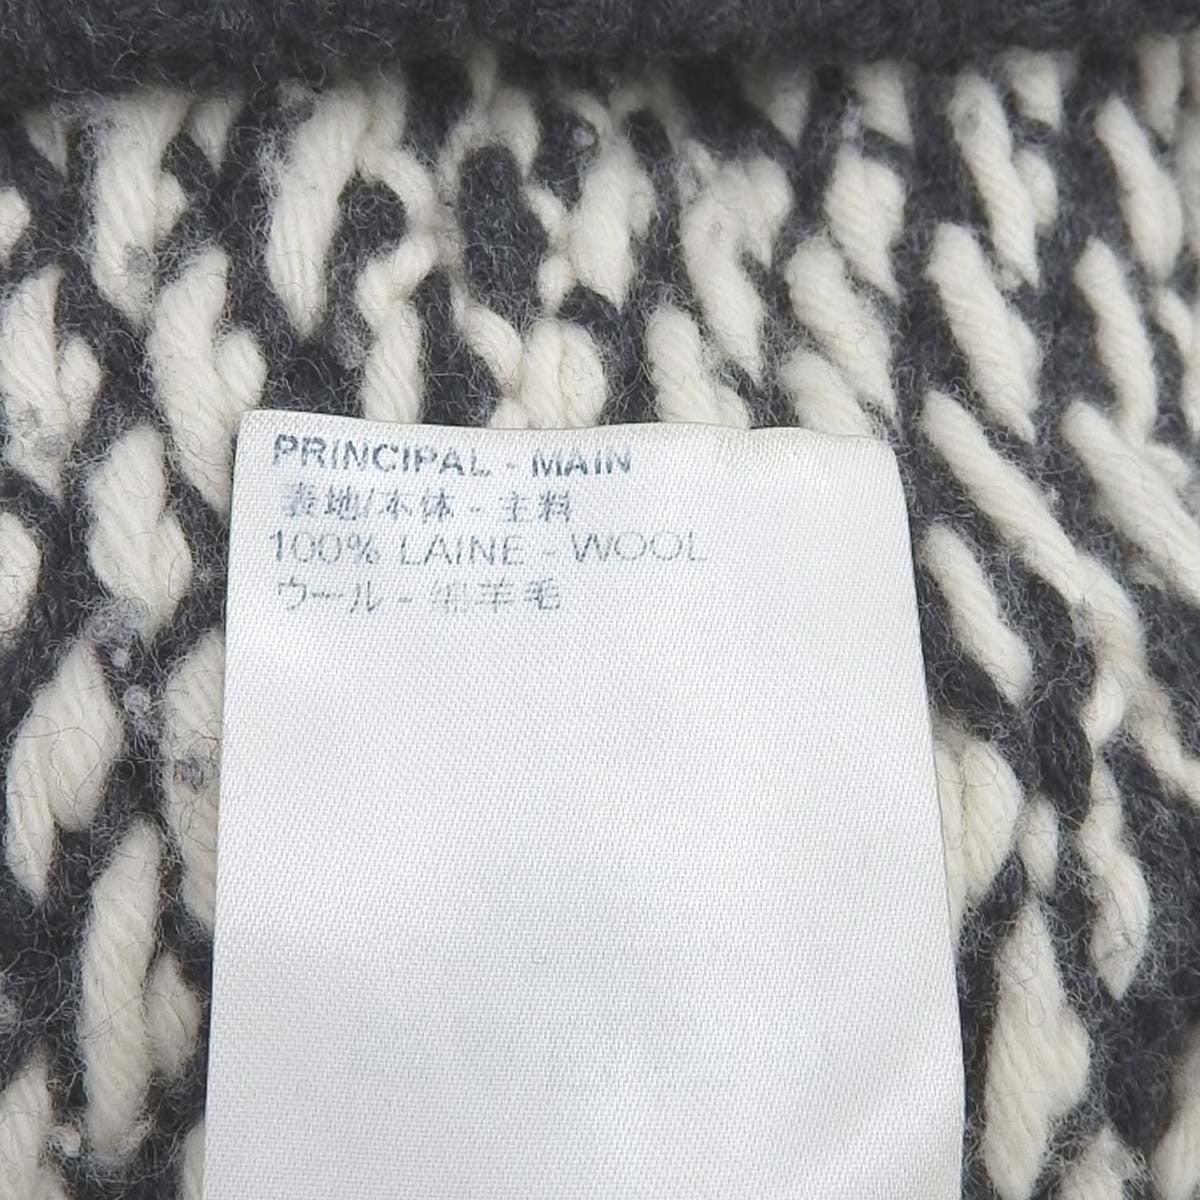 PRINCIPAL - MAIN
表地/本体 - 主料
100% LAINE - WOOL
ウール - 绵羊毛